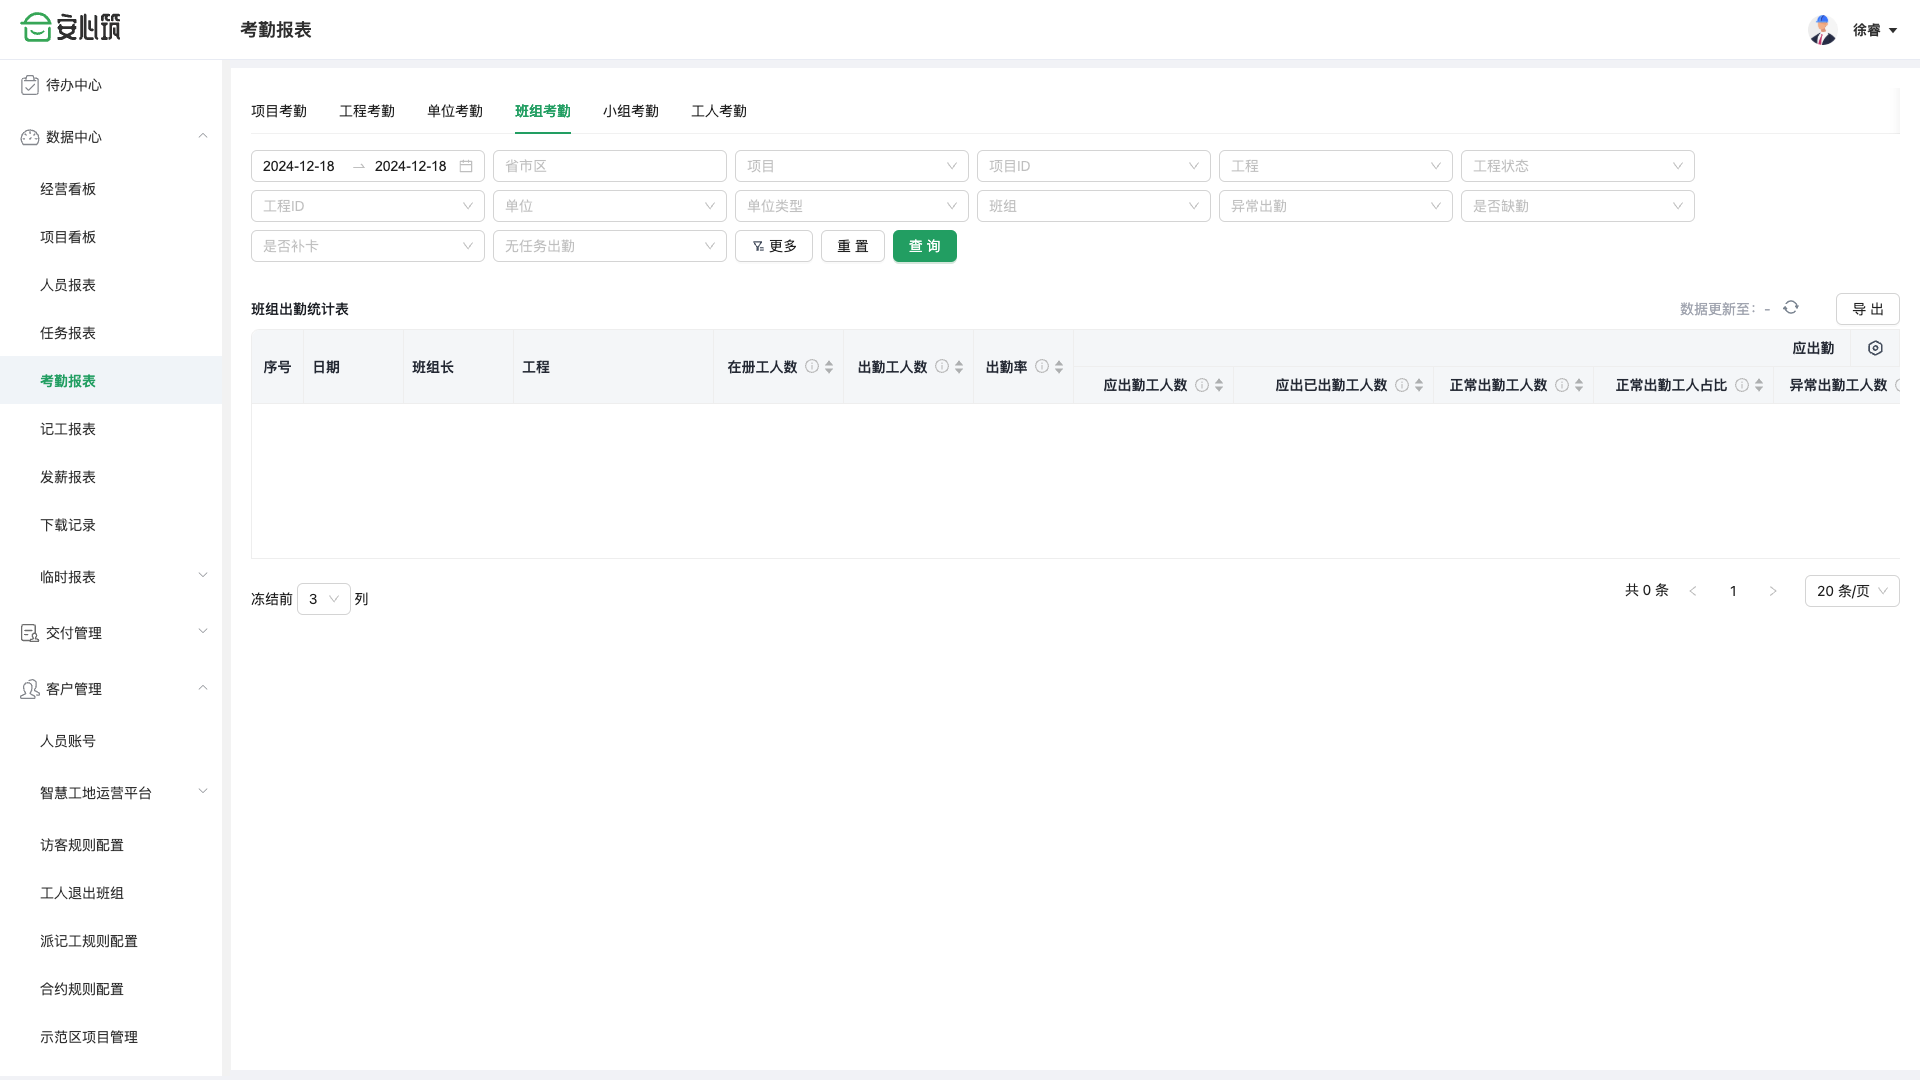 安心筑
考勤报表
徐睿
待办中心
数据中心
经营看板
项目看板
人员报表
任务报表
考勤报表
记工报表
发薪报表
下载记录
临时报表
交付管理
客户管理
人员账号
智慧工地运营平台
访客规则配置
工人退出班组
派记工规则配置
合约规则配置
示范区项目管理
项目考勤 工程考勤 单位考勤 班组考勤 小组考勤 工人考勤
2024-12-18 → 2024-12-18 省市区 项目 项目ID 工程 工程状态
工程ID 单位 单位类型 班组 异常出勤 是否缺勤
是否补卡 无任务出勤 更多 重 置 查 询
班组出勤统计表 数据更新至：- 导 出
序号 日期 班组长 工程 在册工人数 出勤工人数 出勤率 应出勤
应出勤工人数 应出已出勤工人数 正常出勤工人数 正常出勤工人占比 异常出勤工人数
冻结前 3 列 共 0 条 < 1 > 20 条/页